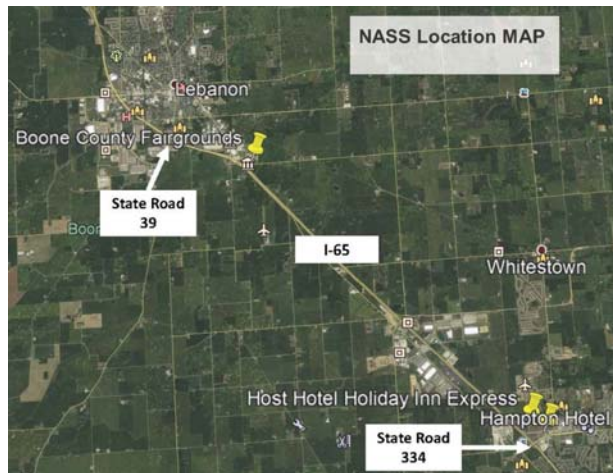 NASS Location MAP
Lebanon
Boone County Fairgrounds
State Road
39
Boon
I-65
Whitestown
Host Hotel Holiday Inn Express
Hampton Hotel
State Road
334